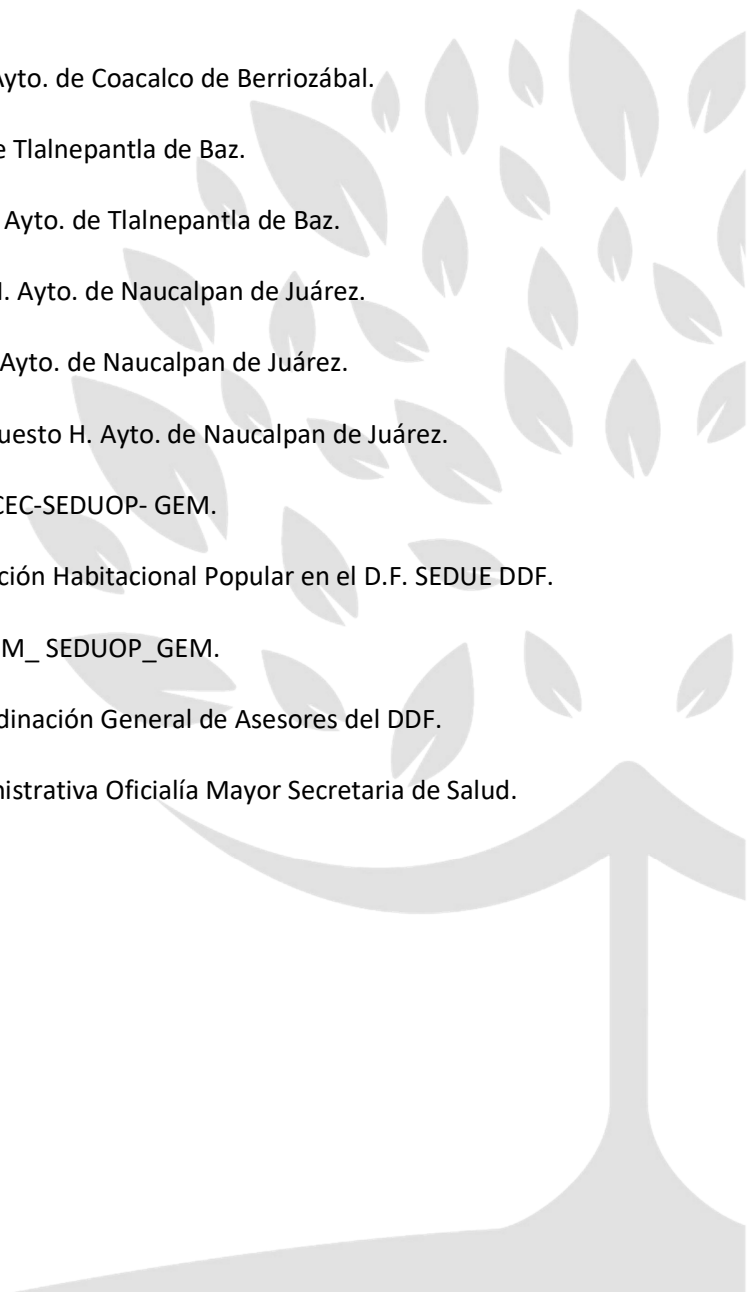 Ayto. de Coacalco de Berriozábal.
e Tlalnepantla de Baz.
Ayto. de Tlalnepantla de Baz.
H. Ayto. de Naucalpan de Juárez.
Ayto. de Naucalpan de Juárez.
uesto H. Ayto. de Naucalpan de Juárez.
CEC-SEDUOP- GEM.
ción Habitacional Popular en el D.F. SEDUE DDF.
M_ SEDUOP_GEM.
dinación General de Asesores del DDF.
nistrativa Oficialía Mayor Secretaria de Salud.